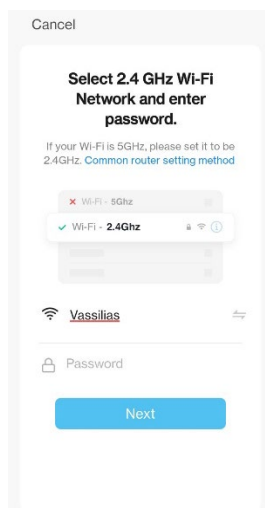 Cancel
Select 2.4 GHz Wi-Fi
Network and enter
password.
If your Wi-Fi is 5GHz, please set it to be
2.4GHz. Common router setting method
Wi-Fi - 5Ghz
Wi-Fi - 2.4Ghz
Vassilias
Password
Next